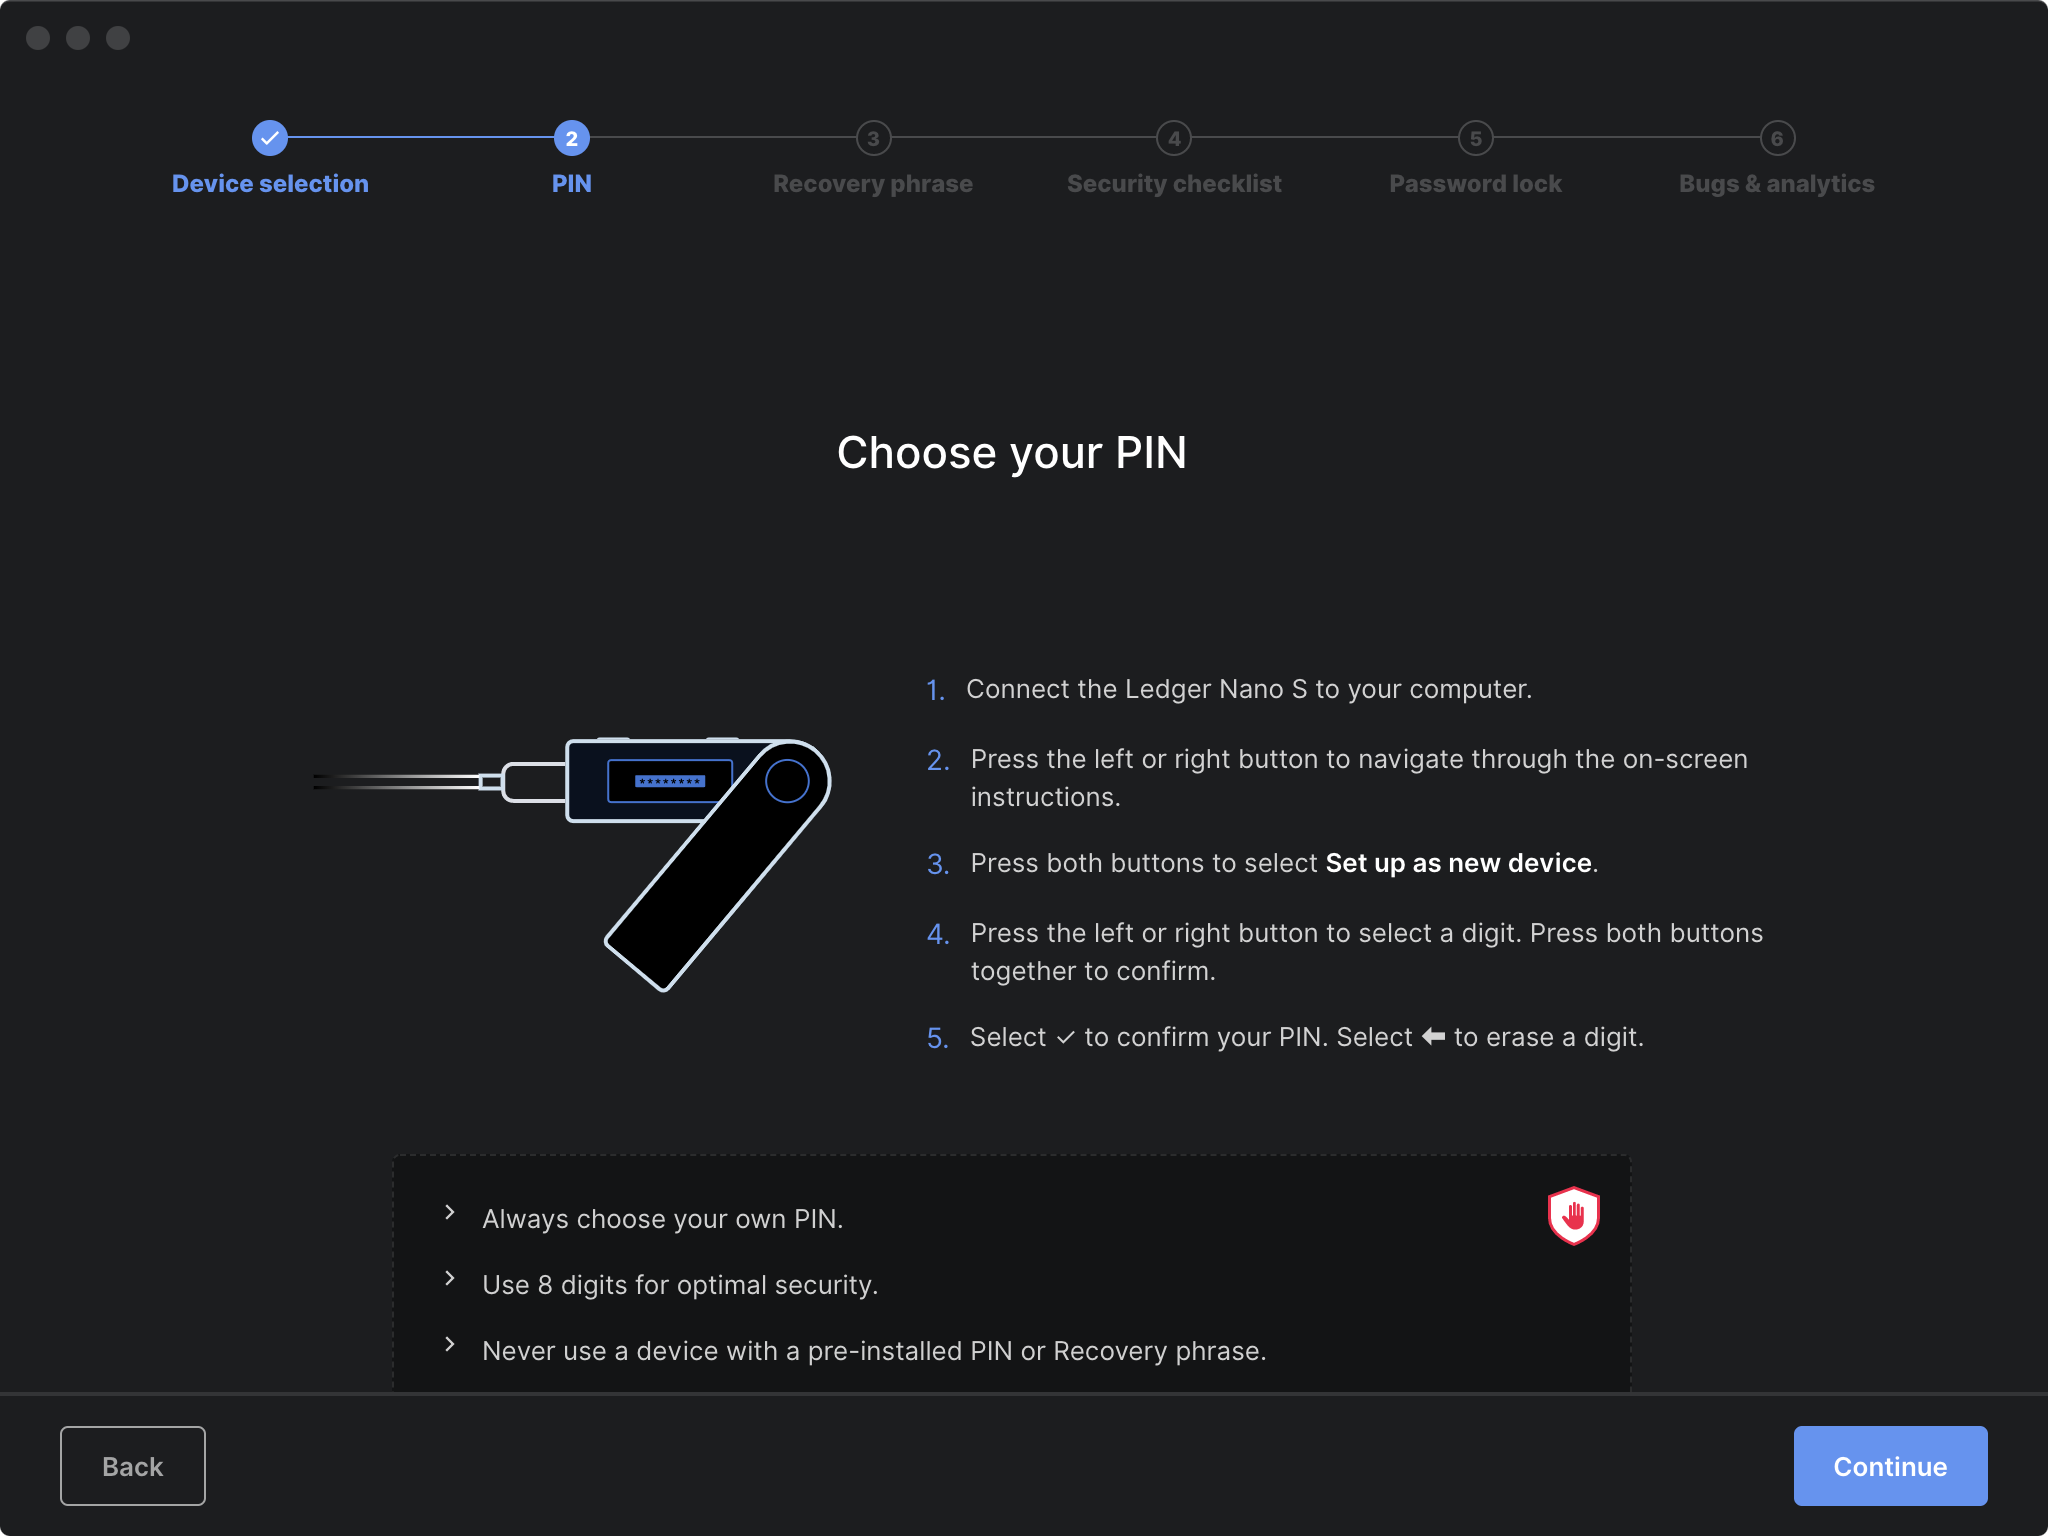 2
3
4
5
6
Device selection
PIN
Recovery phrase
Security checklist
Password lock
Bugs & analytics
Choose your PIN
1. Connect the Ledger Nano S to your computer.
2. Press the left or right button to navigate through the on-screen
instructions.
3. Press both buttons to select Set up as new device.
4. Press the left or right button to select a digit. Press both buttons
together to confirm.
5. Select ✓ to confirm your PIN. Select ⬅ to erase a digit.
********
Always choose your own PIN.
Use 8 digits for optimal security.
Never use a device with a pre-installed PIN or Recovery phrase.
Back
Continue